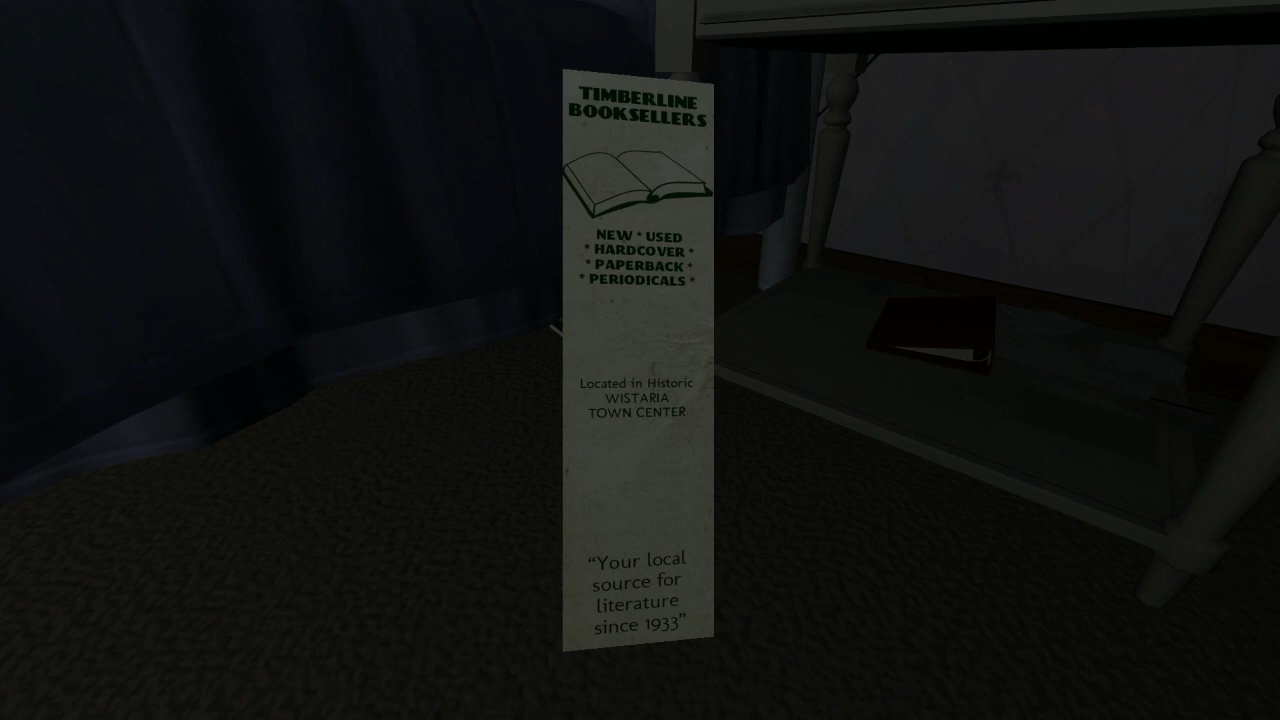 TIMBERLINE
BOOKSELLERS
NEW * USED
* HARDCOVER *
* PAPERBACK *
* PERIODICALS *
Located in Historic
WISTARIA
TOWN CENTER
“Your local
source for
literature
since 1933”